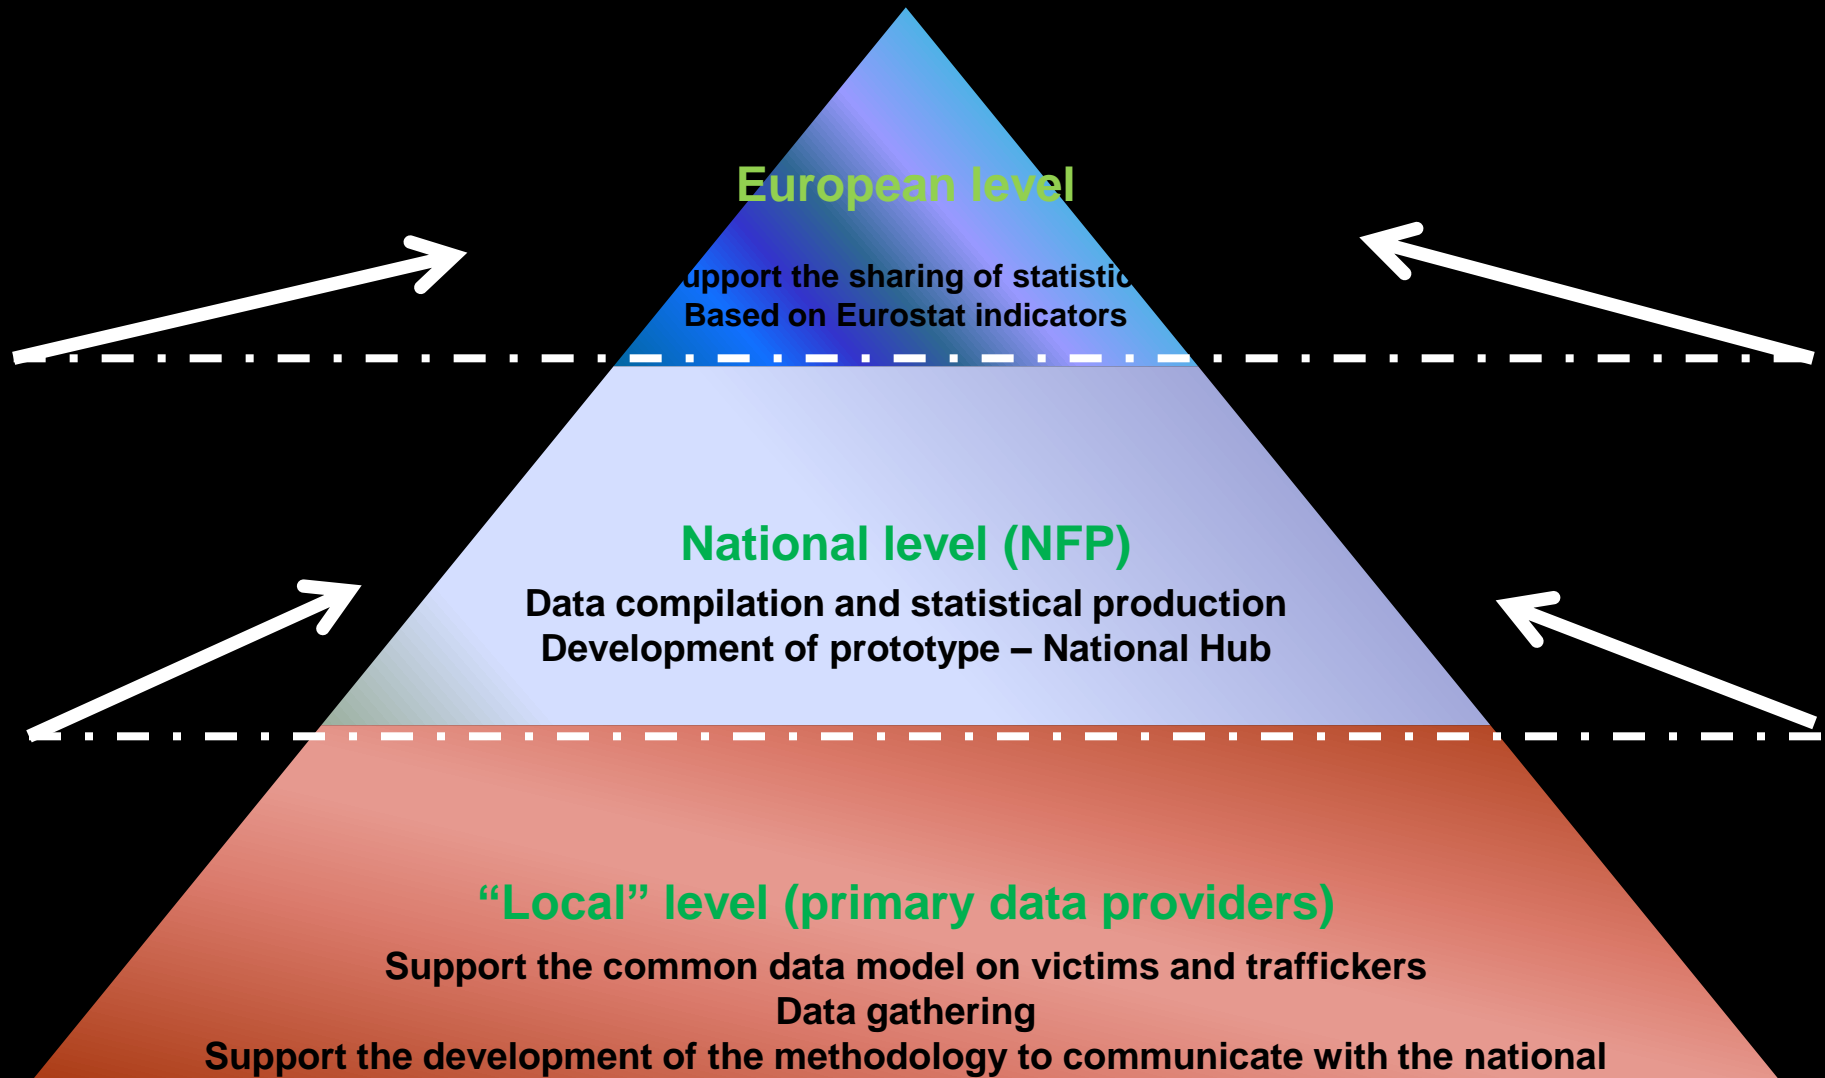 European level
upport the sharing of statistic
Based on Eurostat indicators
National level (NFP)
Data compilation and statistical production
Development of prototype – National Hub
“Local” level (primary data providers)
Support the common data model on victims and traffickers
Data gathering
Support the development of the methodology to communicate with the national